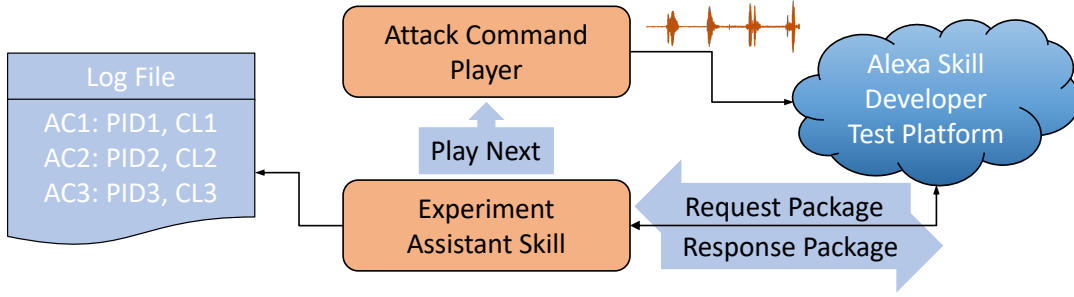 Log File
AC1: PID1, CL1
AC2: PID2, CL2
AC3: PID3, CL3
Attack Command
Player
Play Next
Experiment
Assistant Skill
Alexa Skill
Developer
Test Platform
Request Package
Response Package